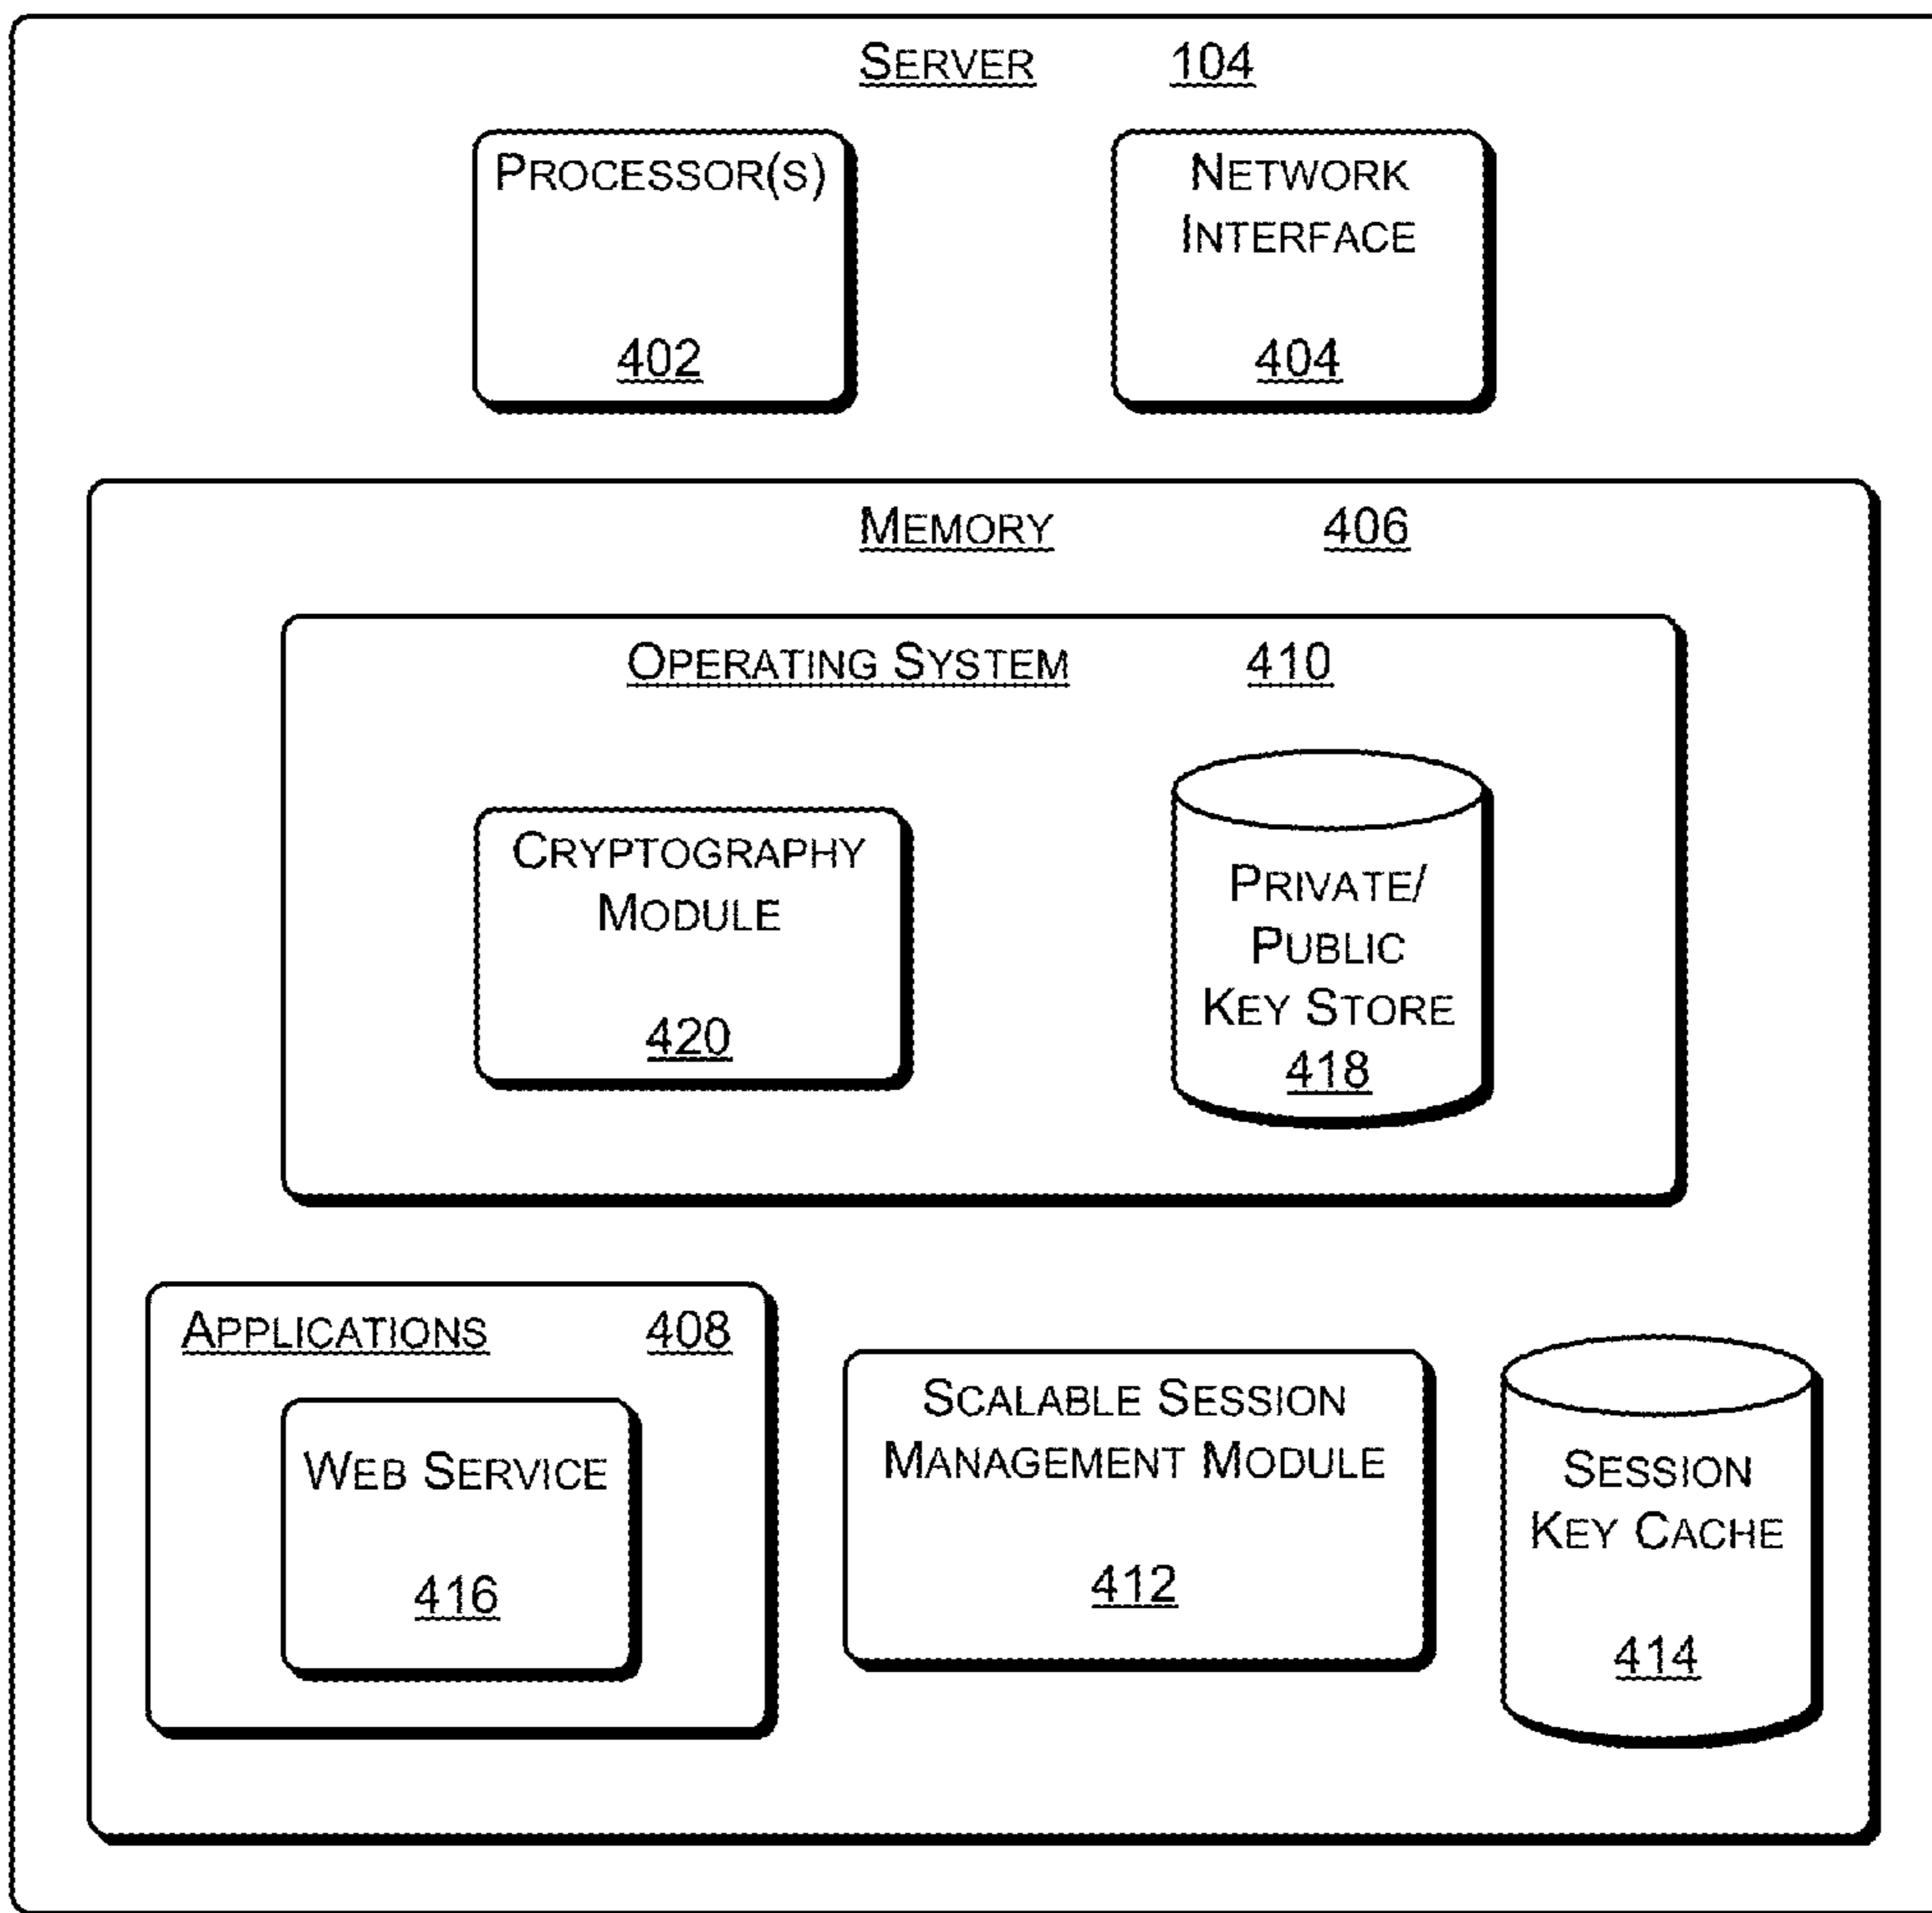 SERVER 104
PROCESSOR(S)
402
NETWORK
INTERFACE
404
MEMORY 406
OPERATING SYSTEM 410
CRYPTOGRAPHY
MODULE
420
PRIVATE/
PUBLIC
KEY STORE
418
APPLICATIONS 408
WEB SERVICE
416
SCALABLE SESSION
MANAGEMENT MODULE
412
SESSION
KEY CACHE
414